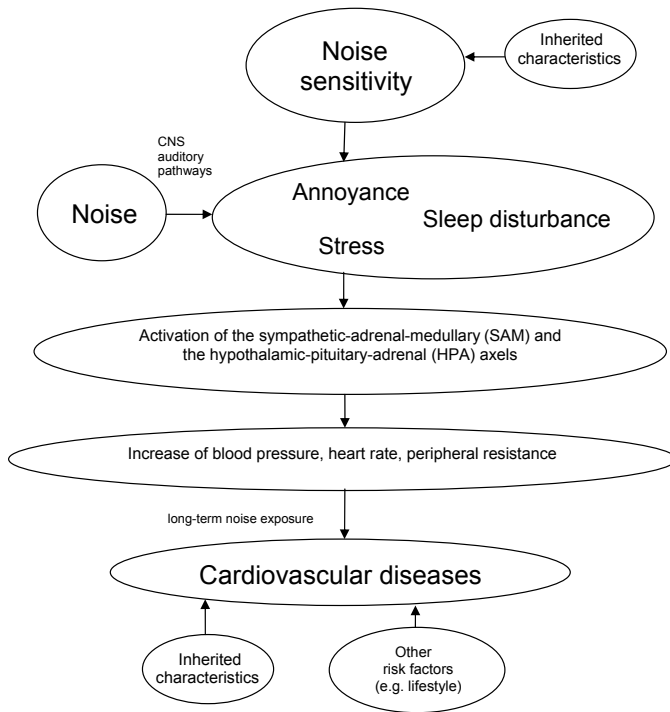 Noise
sensitivity
Inherited
characteristics
CNS
auditory
pathways
Noise
Annoyance
Sleep disturbance
Stress
Activation of the sympathetic-adrenal-medullary (SAM) and
the hypothalamic-pituitary-adrenal (HPA) axels
Increase of blood pressure, heart rate, peripheral resistance
long-term noise exposure
Cardiovascular diseases
Inherited
characteristics
Other
risk factors
(e.g. lifestyle)